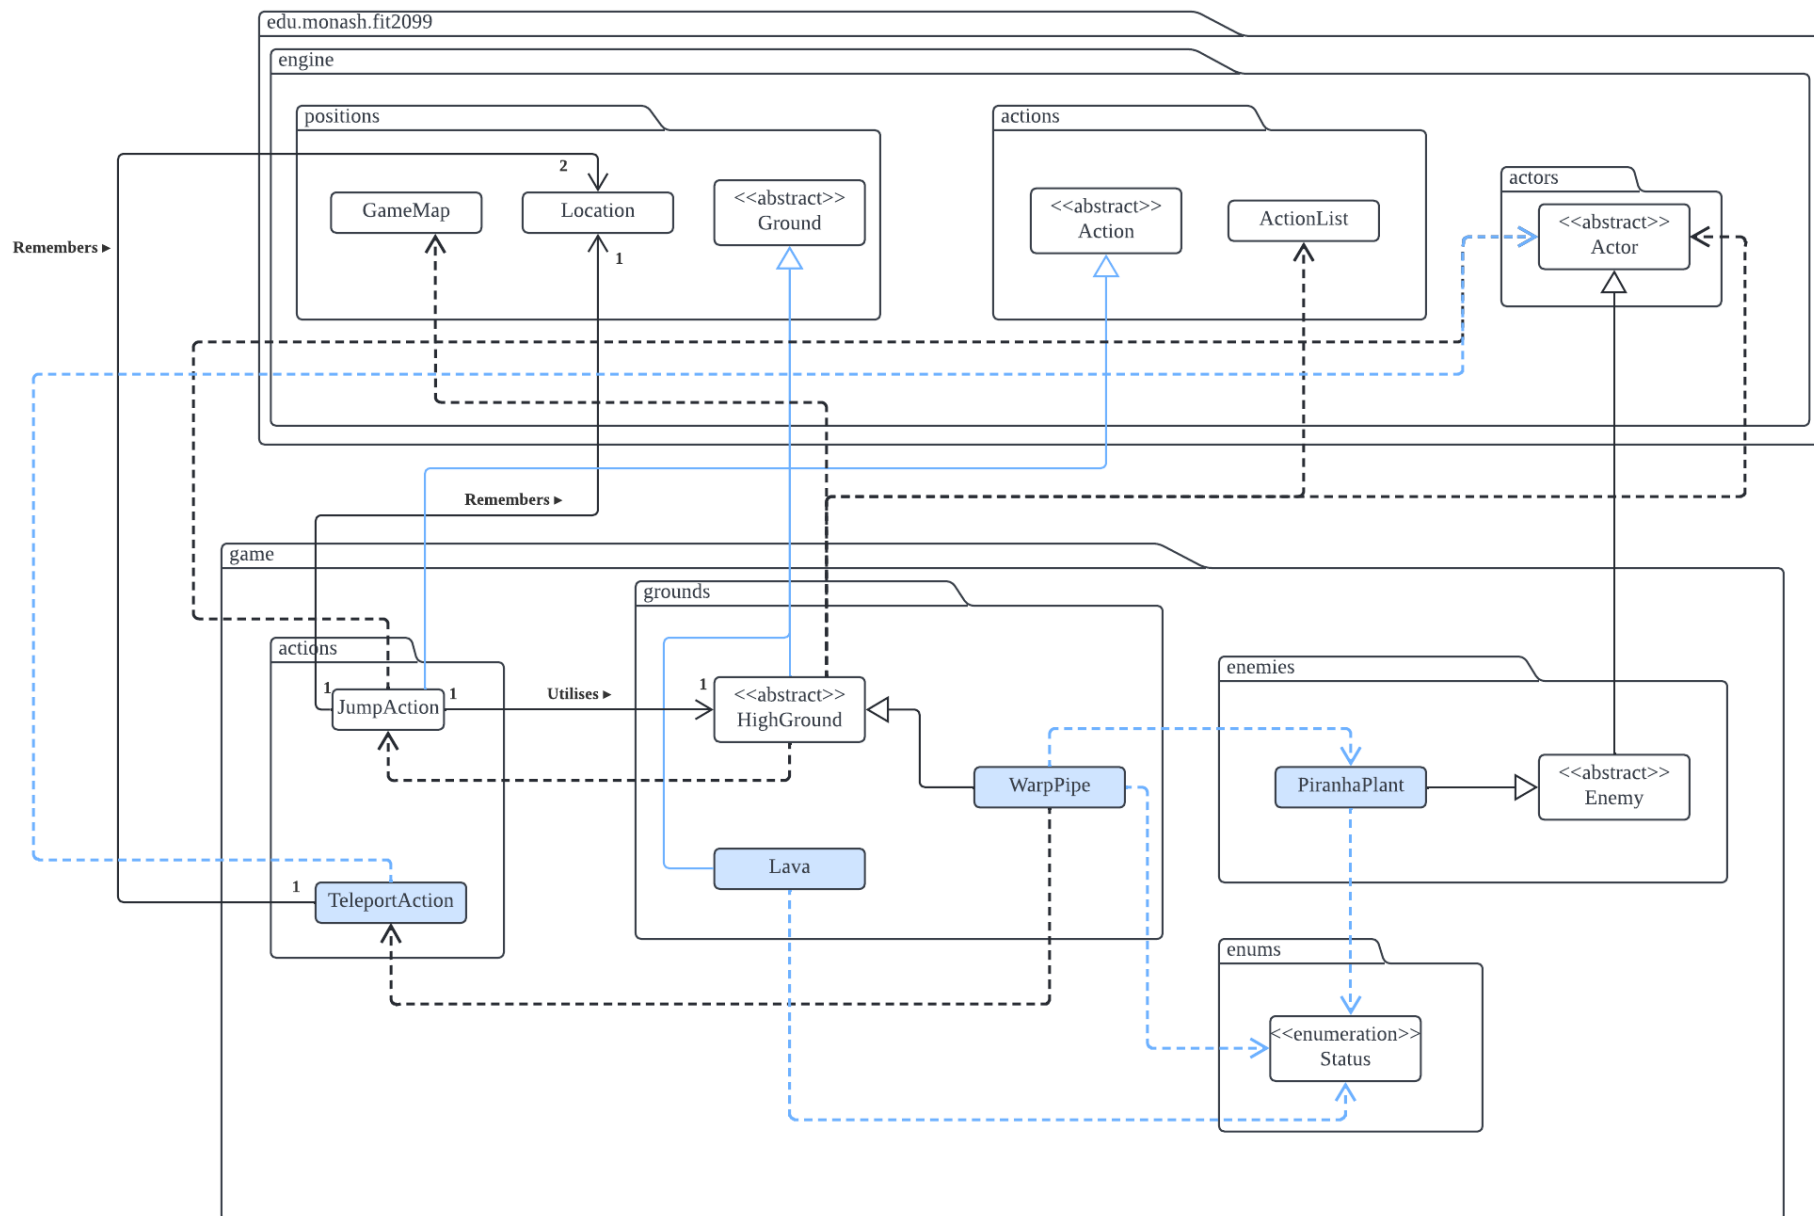 edu.monash.fit2099
engine
positions
actions
actors
2
GameMap
Location
<<abstract>>
Ground
<<abstract>>
Action
ActionList
<<abstract>>
Actor
Remembers ▸
1
Remembers ▸
game
grounds
actions
enemies
1
JumpAction
1
Utilises ▸
1
<<abstract>>
HighGround
WarpPipe
PiranhaPlant
<<abstract>>
Enemy
Lava
1
TeleportAction
enums
<<enumeration>>
Status